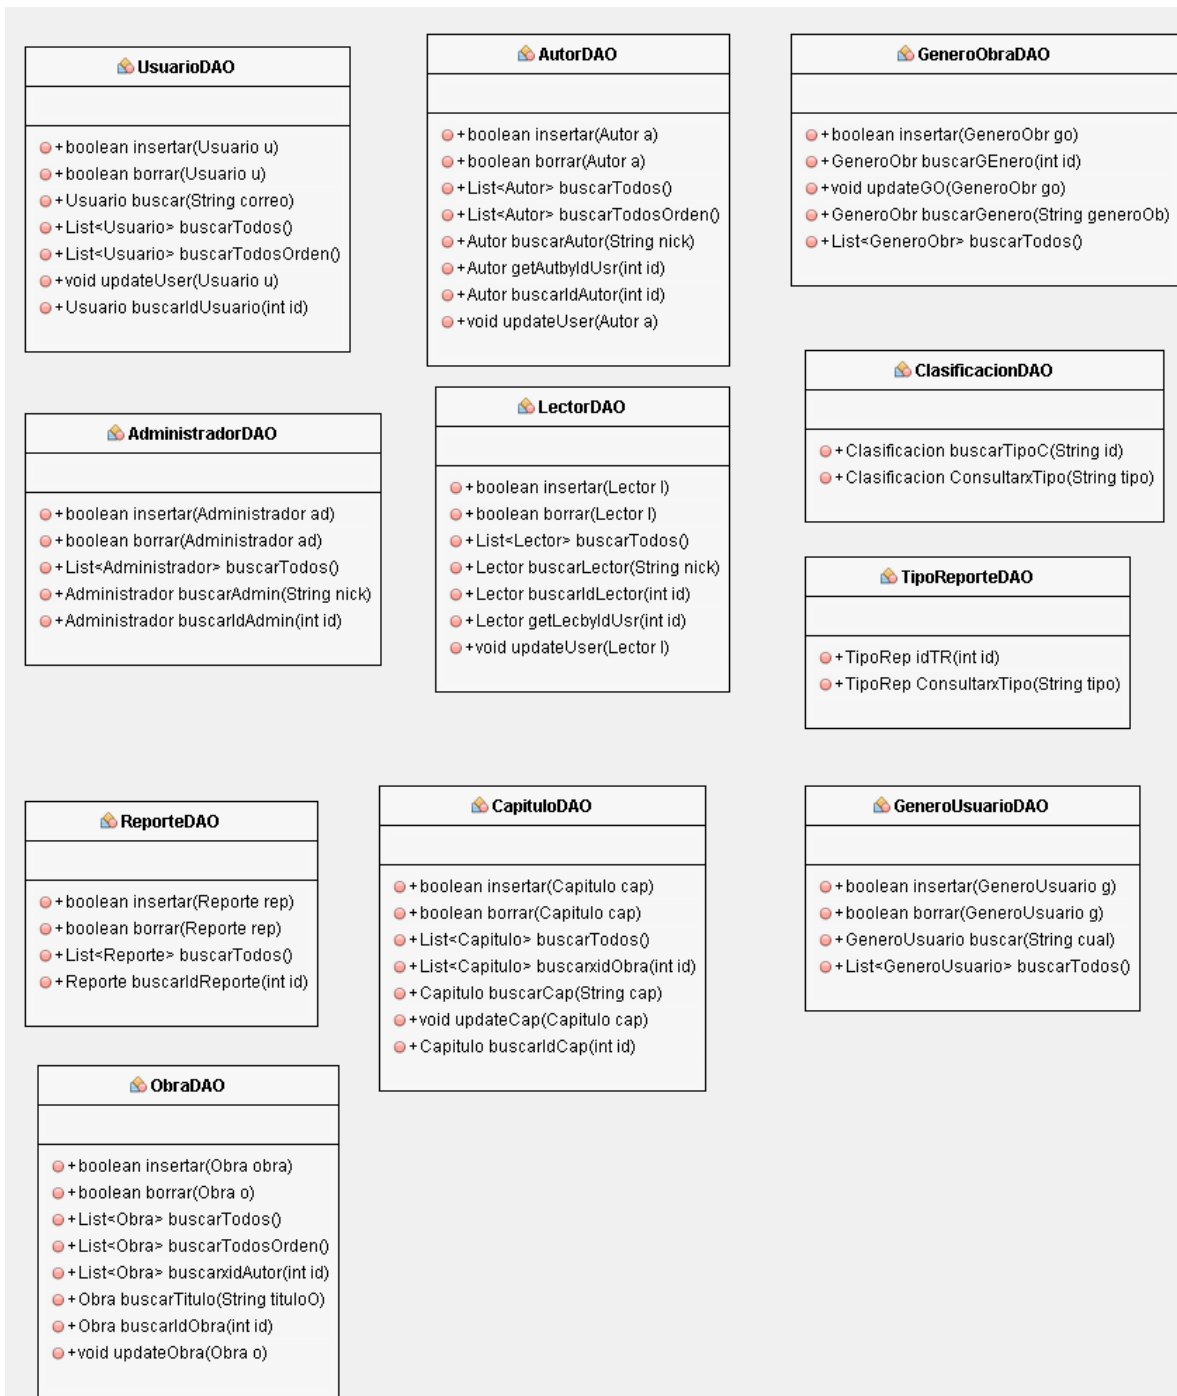 UsuarioDAO
+boolean insertar(Usuario u)
+boolean borrar(Usuario u)
+Usuario buscar(String correo)
+List<Usuario> buscarTodos()
+List<Usuario> buscarTodosOrden()
+void updateUser(Usuario u)
+Usuario buscarIdUsuario(int id)
AutorDAO
+boolean insertar(Autor a)
+boolean borrar(Autor a)
+List<Autor> buscarTodos()
+List<Autor> buscarTodosOrden()
+Autor buscarAutor(String nick)
+Autor getAutbyIdUsr(int id)
+Autor buscarIdAutor(int id)
+void updateUser(Autor a)
GeneroObraDAO
+boolean insertar(GeneroObr go)
+GeneroObr buscarGEnero(int id)
+void updateGO(GeneroObr go)
+GeneroObr buscarGenero(String generoOb)
+List<GeneroObr> buscarTodos()
AdministradorDAO
+boolean insertar(Administrador ad)
+boolean borrar(Administrador ad)
+List<Administrador> buscarTodos()
+Administrador buscarAdmin(String nick)
+Administrador buscarIdAdmin(int id)
LectorDAO
+boolean insertar(Lector l)
+boolean borrar(Lector l)
+List<Lector> buscarTodos()
+Lector buscarLector(String nick)
+Lector buscarIdLector(int id)
+Lector getLecbyIdUsr(int id)
+void updateUser(Lector l)
ClasificacionDAO
+Clasificacion buscarTipoC(String id)
+Clasificacion ConsultarxTipo(String tipo)
TipoReporteDAO
+TipoRep idTR(int id)
+TipoRep ConsultarxTipo(String tipo)
ReporteDAO
+boolean insertar(Reporte rep)
+boolean borrar(Reporte rep)
+List<Reporte> buscarTodos()
+Reporte buscarIdReporte(int id)
CapituloDAO
+boolean insertar(Capitulo cap)
+boolean borrar(Capitulo cap)
+List<Capitulo> buscarTodos()
+List<Capitulo> buscarxidObra(int id)
+Capitulo buscarCap(String cap)
+void updateCap(Capitulo cap)
+Capitulo buscarIdCap(int id)
GeneroUsuarioDAO
+boolean insertar(GeneroUsuario g)
+boolean borrar(GeneroUsuario g)
+GeneroUsuario buscar(String cual)
+List<GeneroUsuario> buscarTodos()
ObraDAO
+boolean insertar(Obra obra)
+boolean borrar(Obra o)
+List<Obra> buscarTodos()
+List<Obra> buscarTodosOrden()
+List<Obra> buscarxidAutor(int id)
+Obra buscarTitulo(String tituloO)
+Obra buscarIdObra(int id)
+void updateObra(Obra o)